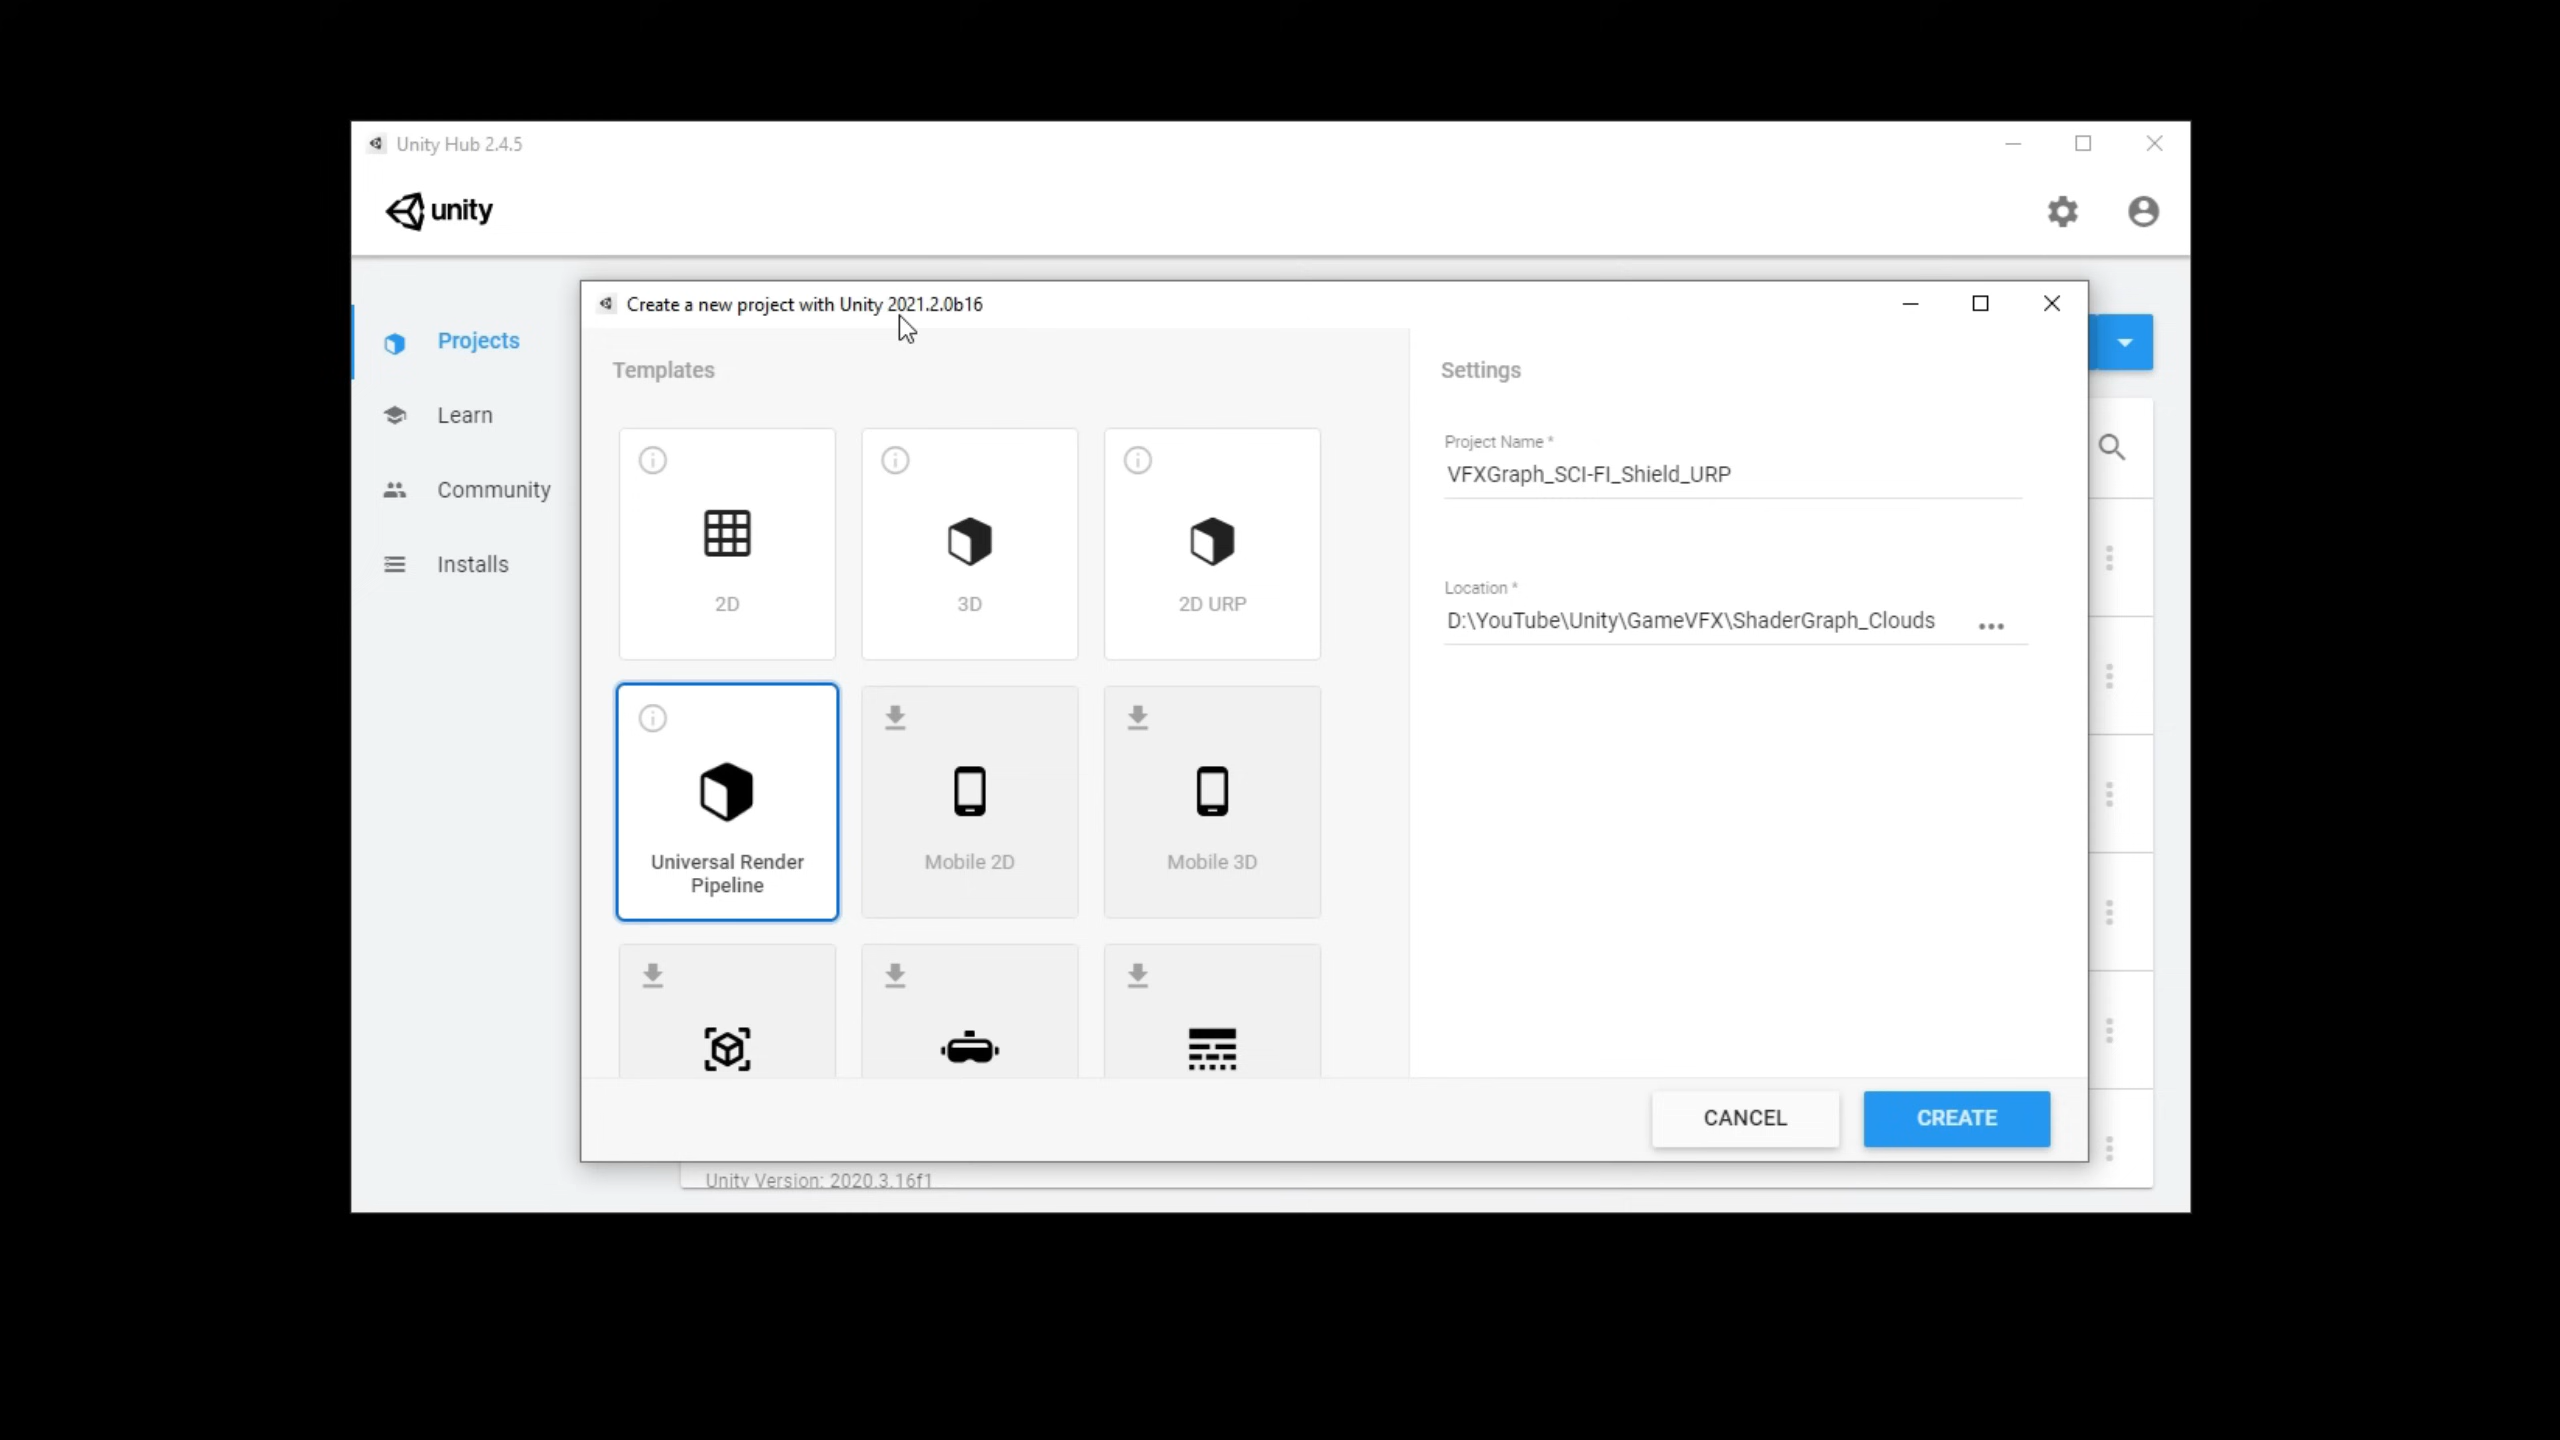 Unity Hub 2.4.5
unity
Projects
Learn
Community
Installs
Create a new project with Unity 2021.2.0b16
Templates
2D
3D
2D URP
Universal Render
Pipeline
Mobile 2D
Mobile 3D
Settings
Project Name *
VFXGraph_SCI-FI_Shield_URP
Location *
D:\YouTube\Unity\GameVFX\ShaderGraph_Clouds
CANCEL
CREATE
Unity Version: 2020.3.16f1